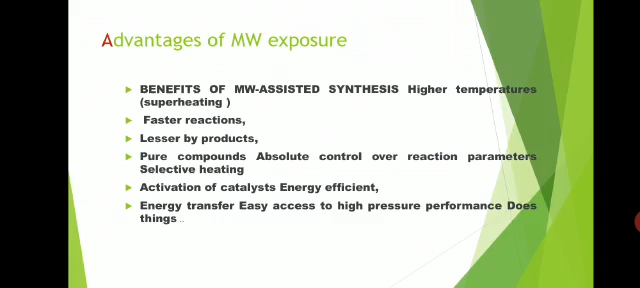 Advantages of MW exposure
BENEFITS OF MW-ASSISTED SYNTHESIS Higher temperatures
(superheating )
Faster reactions,
Lesser by products,
Pure compounds Absolute control over reaction parameters
Selective heating
Activation of catalysts Energy efficient,
Energy transfer Easy access to high pressure performance Does
things ..